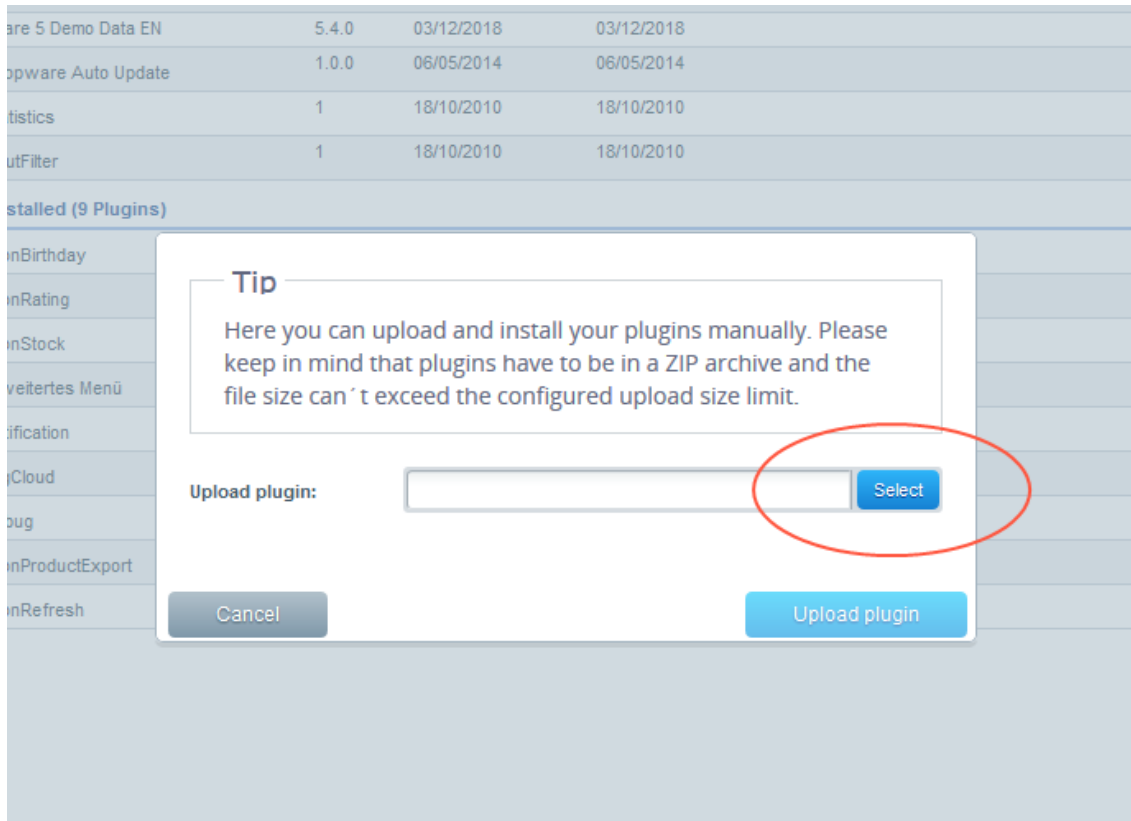 are 5 Demo Data EN 5.4.0 03/12/2018 03/12/2018
opware Auto Update 1.0.0 06/05/2014 06/05/2014
tistics 1 18/10/2010 18/10/2010
utFilter 1 18/10/2010 18/10/2010
stalled (9 Plugins)
onBirthday
onRating
onStock
weitertes Menü
tification
gCloud
bug
onProductExport
onRefresh
Tip
Here you can upload and install your plugins manually. Please
keep in mind that plugins have to be in a ZIP archive and the
file size can´t exceed the configured upload size limit.
Upload plugin: Select
Cancel Upload plugin